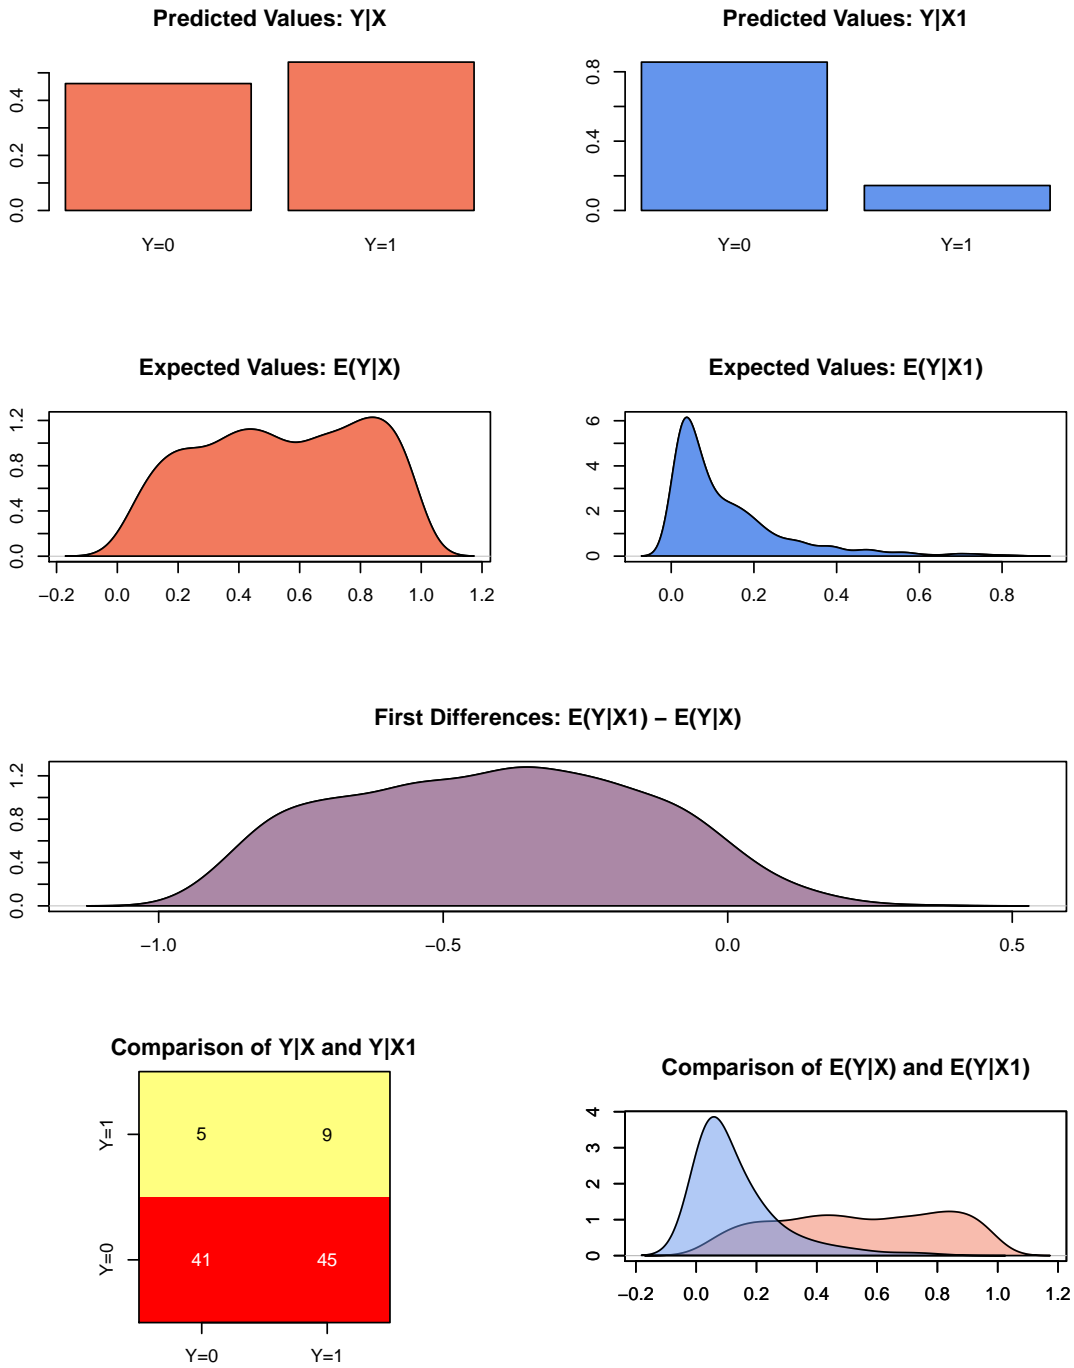 Predicted Values: Y|X
0.0 0.2 0.4
Y=0 Y=1
Predicted Values: Y|X1
0.0 0.4 0.8
Y=0 Y=1
Expected Values: E(Y|X)
0.0 0.4 0.8 1.2
−0.2 0.0 0.2 0.4 0.6 0.8 1.0 1.2
Expected Values: E(Y|X1)
0 2 4 6
0.0 0.2 0.4 0.6 0.8
First Differences: E(Y|X1) − E(Y|X)
0.0 0.4 0.8 1.2
−1.0 −0.5 0.0 0.5
Comparison of Y|X and Y|X1
Y=1
5 9
Y=0
41 45
Y=0 Y=1
Comparison of E(Y|X) and E(Y|X1)
0 1 2 3 4
−0.2 0.0 0.2 0.4 0.6 0.8 1.0 1.2